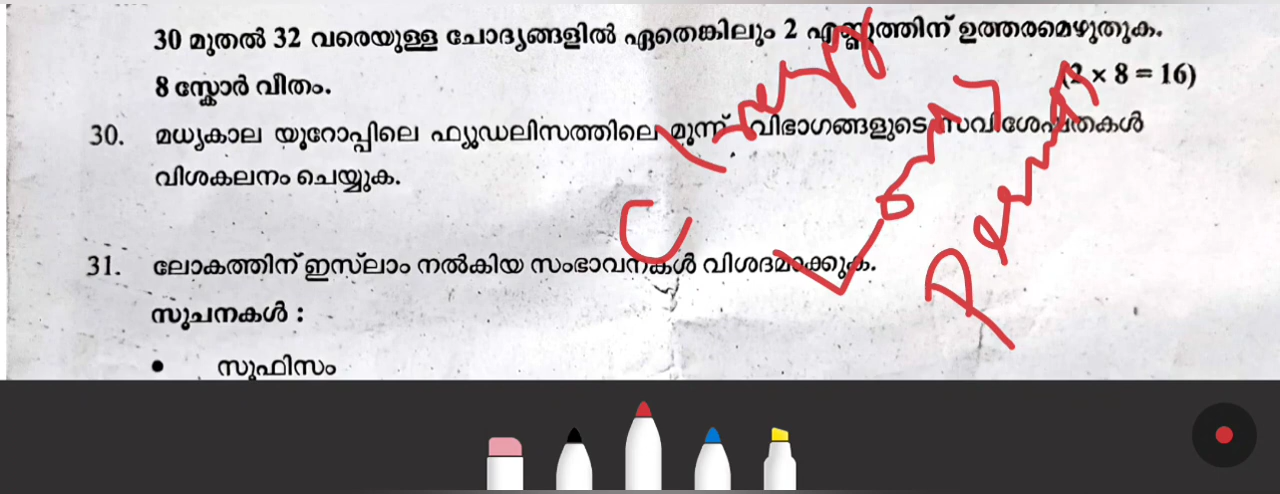 30 മുതൽ 32 വരെയുള്ള ചോദ്യങ്ങളിൽ ഏതെങ്കിലും 2 എണ്ണത്തിന് ഉത്തരമെഴുതുക.
8 സ്കോർ വീതം. (2 × 8 = 16)
30. മധ്യകാല യൂറോപ്പിലെ ഫ്യൂഡലിസത്തിലെ മൂന്ന് വിഭാഗങ്ങളുടെ സവിശേഷതകൾ
വിശകലനം ചെയ്യുക.
31. ലോകത്തിന് ഇസ്‌ലാം നൽകിയ സംഭാവനകൾ വിശദമാക്കുക.
സൂചനകൾ :
• സൂഫിസം